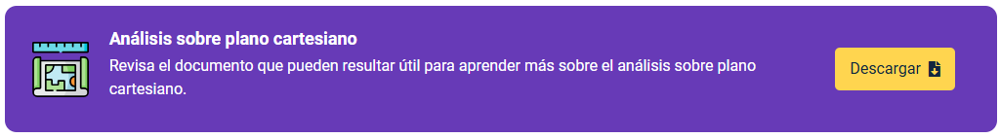 Análisis sobre plano cartesiano
Revisa el documento que pueden resultar útil para aprender más sobre el análisis sobre plano
cartesiano.
Descargar